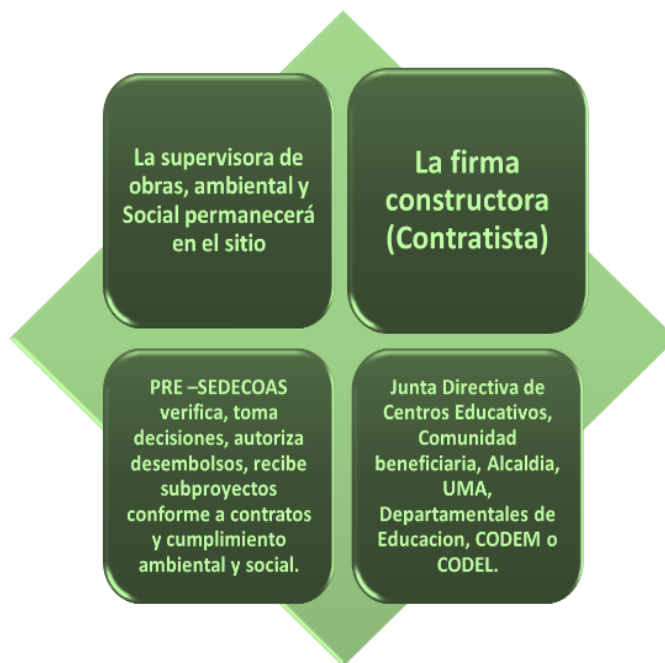 La supervisora de
obras, ambiental y
Social permanecerá
en el sitio
La firma
constructora
(Contratista)
PRE –SEDECOAS
verifica, toma
decisiones, autoriza
desembolsos, recibe
subproyectos
conforme a contratos
y cumplimiento
ambiental y social.
Junta Directiva de
Centros Educativos,
Comunidad
beneficiaria, Alcaldia,
UMA,
Departamentales de
Educacion, CODEM o
CODEL.